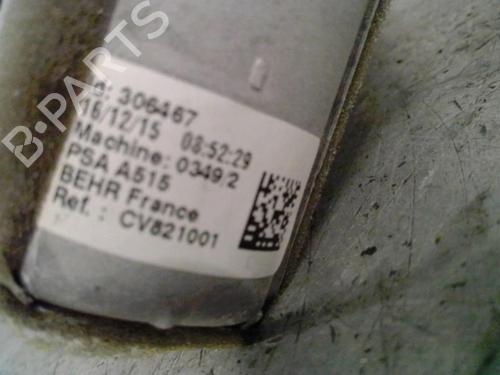 B-PARTS
306467
16/12/15 08:52:29
Machine: 0349/2
PSA A515
BEHR France
Ref. : CV821001